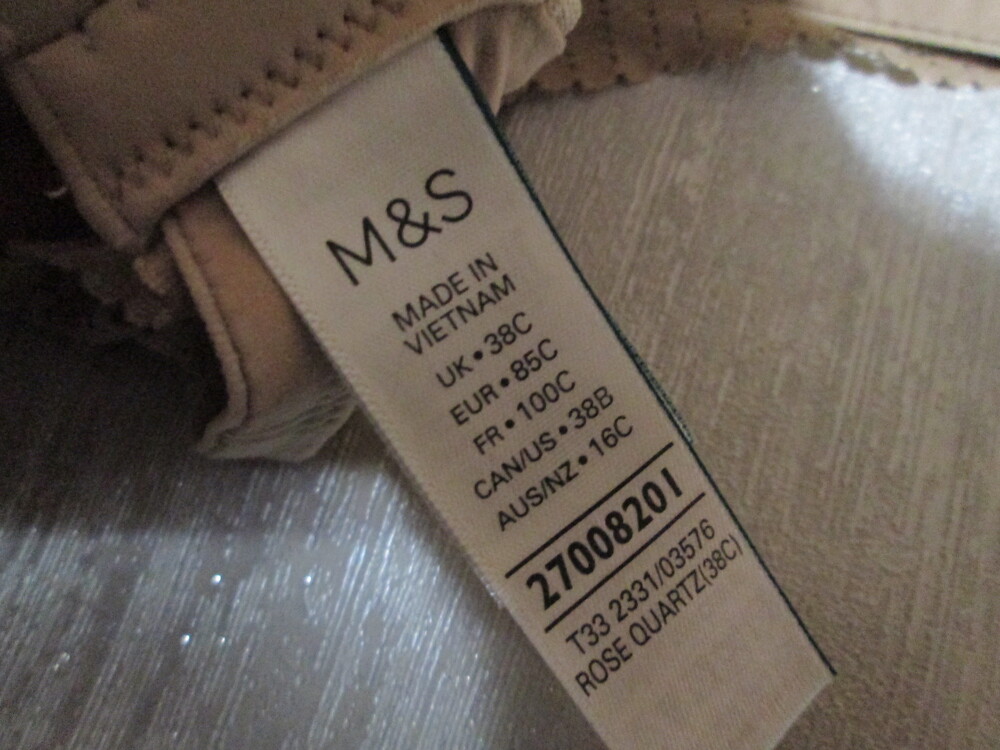 M&S
MADE IN
VIETNAM
UK•38C
EUR•85C
FR•100C
CAN/US•38B
AUS/NZ•16C
27008201
T33 2331/03576
ROSE QUARTZ(38C)